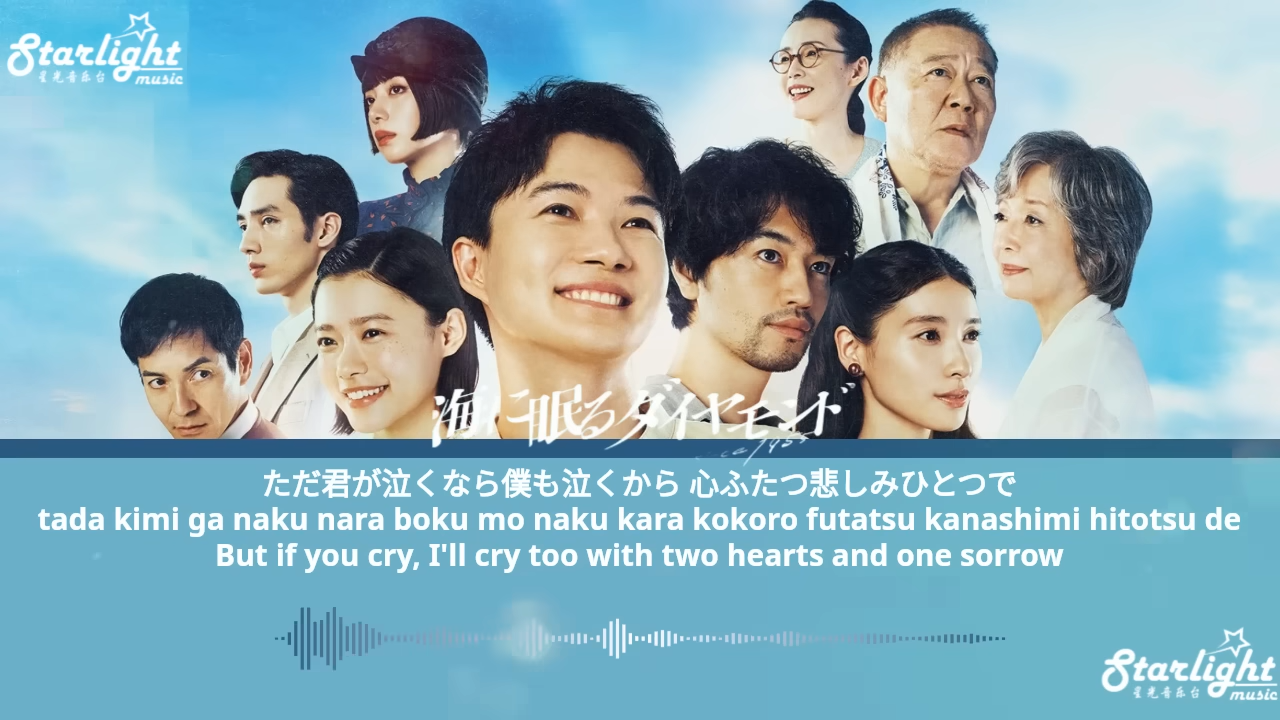 Starlight
星光音乐台 music
海に眠るダイヤモンド
ただ君が泣くなら僕も泣くから 心ふたつ悲しみひとつで
tada kimi ga naku nara boku mo naku kara kokoro futatsu kanashimi hitotsu de
But if you cry, I'll cry too with two hearts and one sorrow
Starlight
星光音乐台 music